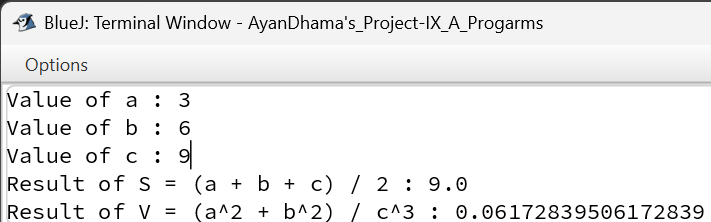 BlueJ: Terminal Window - AyanDhama's_Project-IX_A_Progarms
Options
Value of a : 3
Value of b : 6
Value of c : 9
Result of S = (a + b + c) / 2 : 9.0
Result of V = (a^2 + b^2) / c^3 : 0.06172839506172839